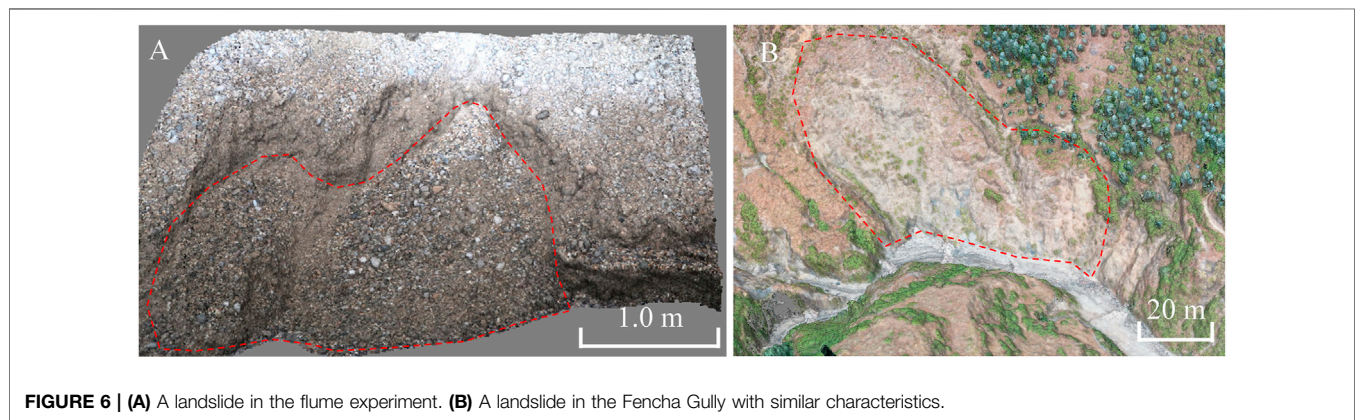 A
B
1.0 m
20 m
FIGURE 6 | (A) A landslide in the flume experiment. (B) A landslide in the Fencha Gully with similar characteristics.